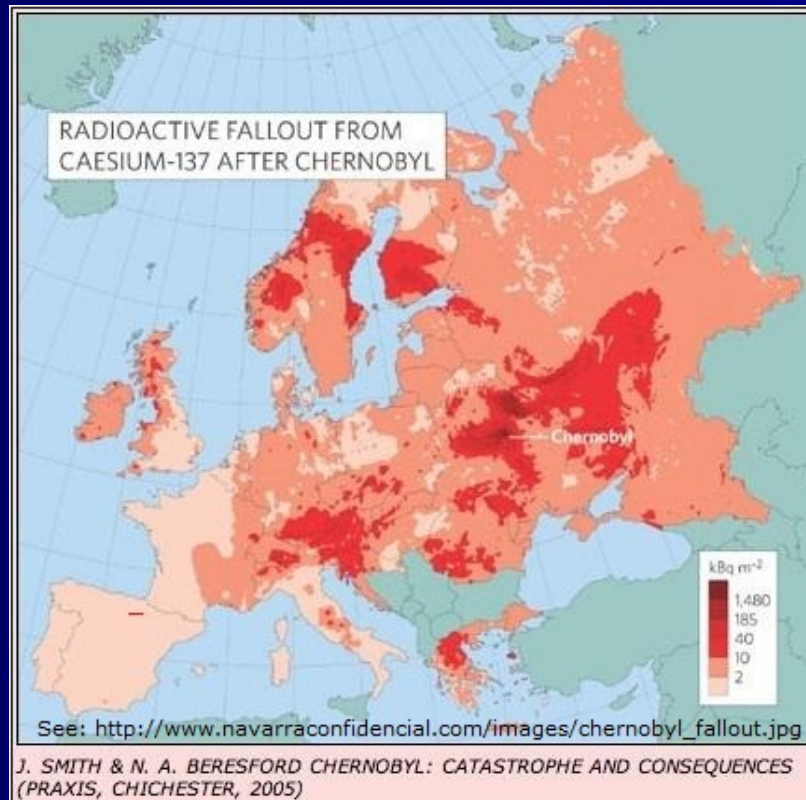 RADIOACTIVE FALLOUT FROM
CAESIUM-137 AFTER CHERNOBYL
Chernobyl
kBq m⁻²
1,480
185
40
10
2
See: http://www.navarraconfidencial.com/images/chernobyl_fallout.jpg
J. SMITH & N. A. BERESFORD CHERNOBYL: CATASTROPHE AND CONSEQUENCES
(PRAXIS, CHICHESTER, 2005)